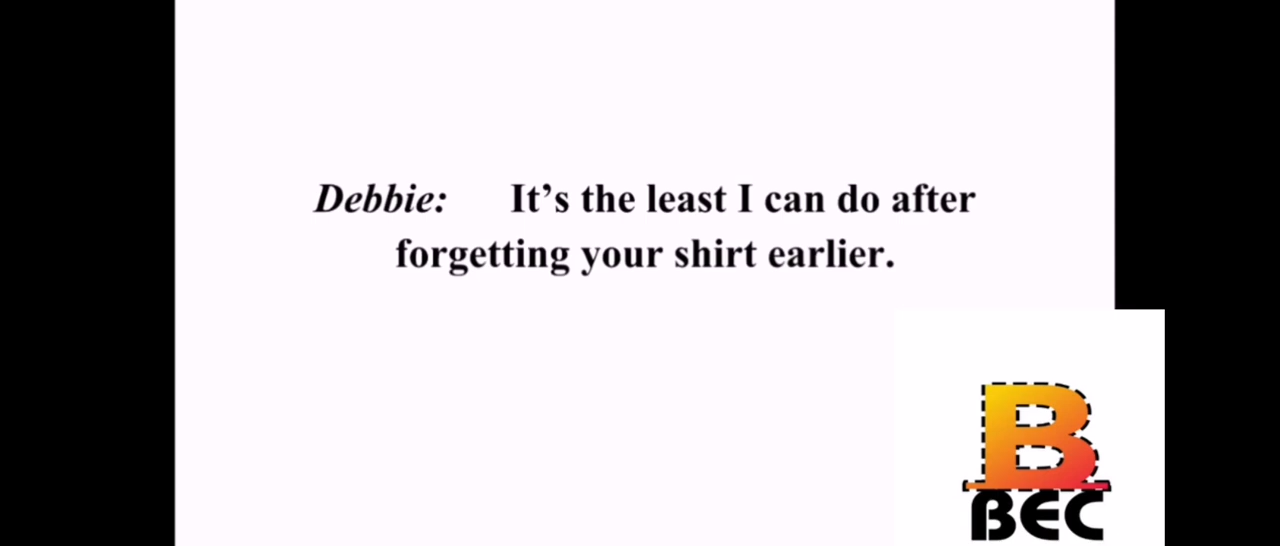 Debbie: It’s the least I can do after
forgetting your shirt earlier.
B
BEC